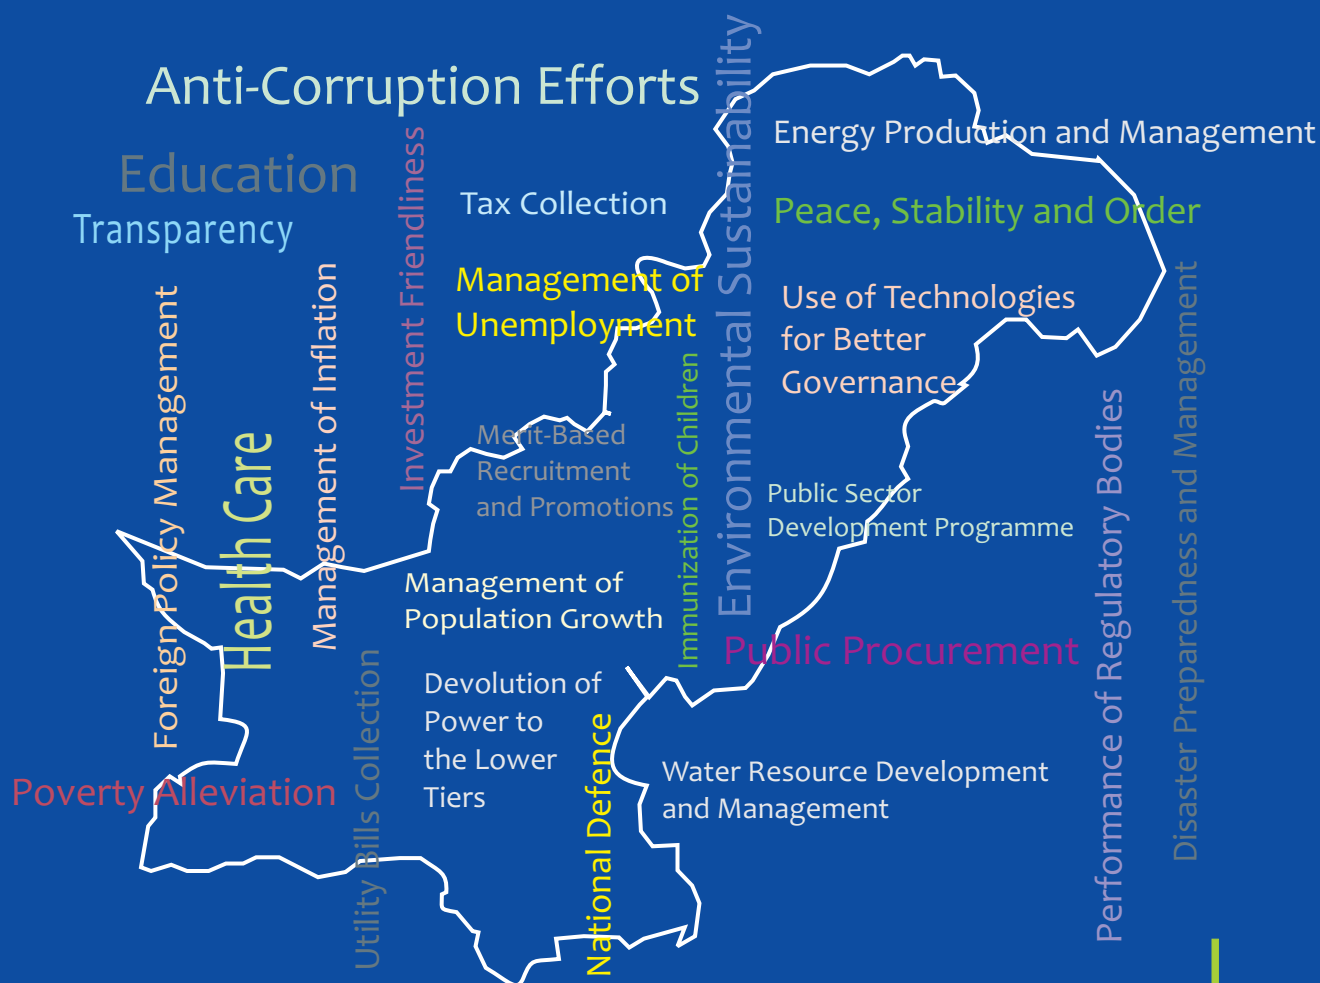 Anti-Corruption Efforts
Education
Transparency
Tax Collection
Energy Production and Management
Peace, Stability and Order
Management of
Unemployment
Use of Technologies
for Better
Governance
Investment Friendliness
Environmental Sustainability
Foreign Policy Management
Health Care
Management of Inflation
Merit-Based
Recruitment
and Promotions
Immunization of Children
Public Sector
Development Programme
Management of
Population Growth
Public Procurement
Performance of Regulatory Bodies
Disaster Preparedness and Management
Devolution of
Power to
the Lower
Tiers
Poverty Alleviation
Utility Bills Collection
National Defence
Water Resource Development
and Management